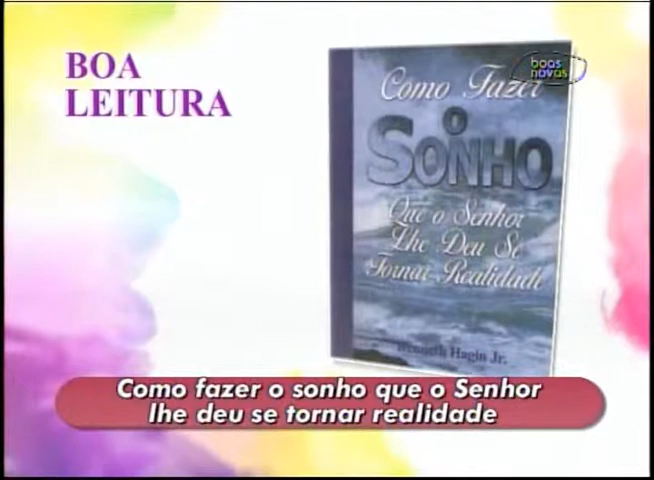 BOA
LEITURA
boas
novas
Como Fazer
o
SONHO
Que o Senhor
Lhe Deu Se
Tornar Realidade
Kenneth Hagin Jr.
Como fazer o sonho que o Senhor
lhe deu se tornar realidade